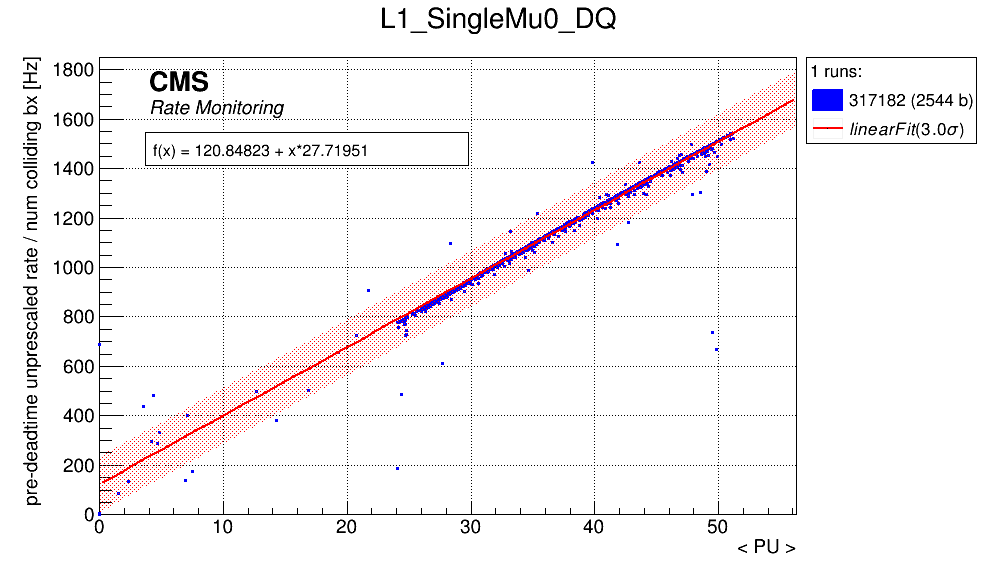 L1_SingleMu0_DQ
pre-deadtime unprescaled rate / num colliding bx [Hz]
1800
1600
1400
1200
1000
800
600
400
200
0
CMS
Rate Monitoring
f(x) = 120.84823 + x*27.71951
0 10 20 30 40 50
< PU >
1 runs:
317182 (2544 b)
linearFit(3.0σ)